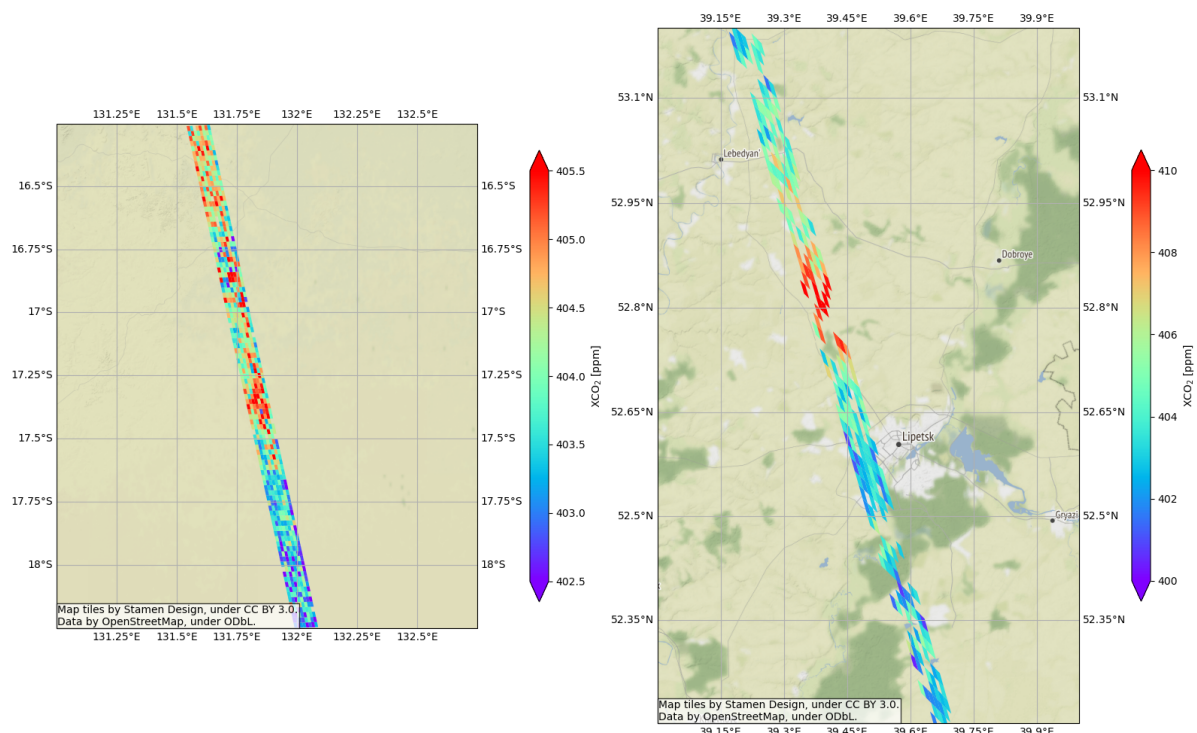 131.25°E 131.5°E 131.75°E 132°E 132.25°E 132.5°E
16.5°S 16.5°S
16.75°S 16.75°S
17°S 17°S
17.25°S 17.25°S
17.5°S 17.5°S
17.75°S 17.75°S
18°S 18°S
Map tiles by Stamen Design, under CC BY 3.0.
Data by OpenStreetMap, under ODbL.
131.25°E 131.5°E 131.75°E 132°E 132.25°E 132.5°E
405.5
405.0
404.5
404.0
403.5
403.0
402.5
XCO₂ [ppm]
39.15°E 39.3°E 39.45°E 39.6°E 39.75°E 39.9°E
53.1°N 53.1°N
Lebedyan'
52.95°N 52.95°N
Dobroye
52.8°N 52.8°N
52.65°N 52.65°N
Lipetsk
52.5°N 52.5°N
Gryazi
52.35°N 52.35°N
Map tiles by Stamen Design, under CC BY 3.0.
Data by OpenStreetMap, under ODbL.
39.15°E 39.3°E 39.45°E 39.6°E 39.75°E 39.9°E
410
408
406
404
402
400
XCO₂ [ppm]